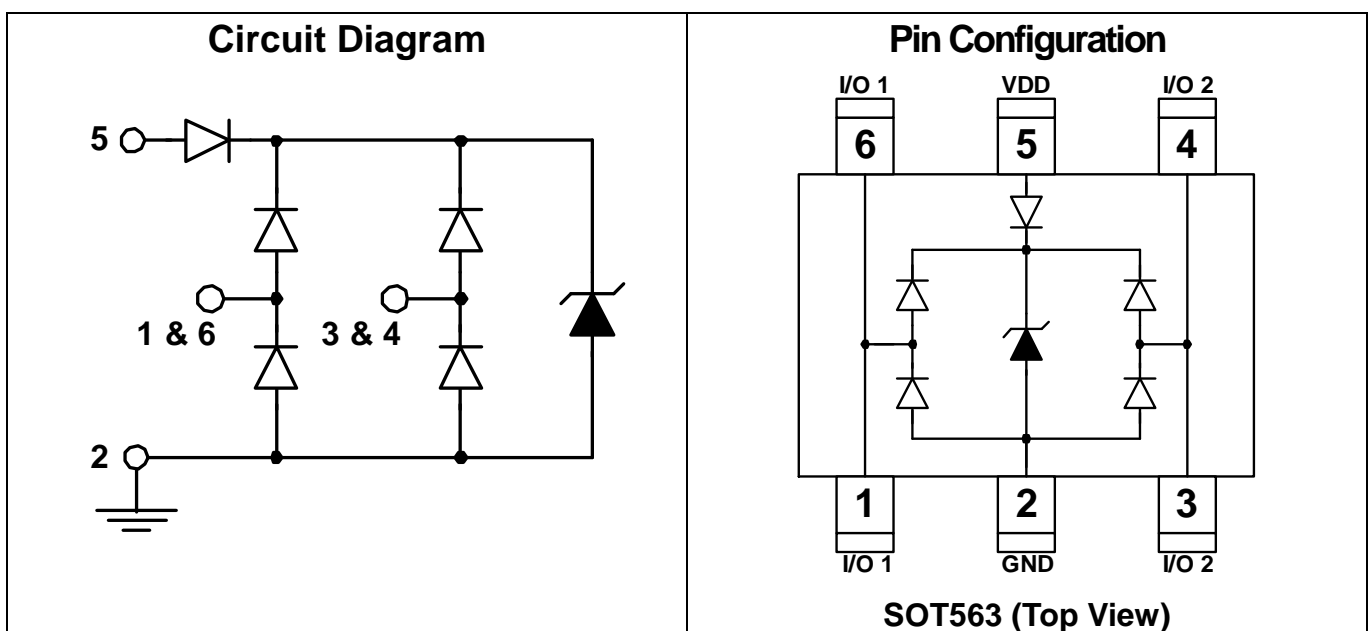 Circuit Diagram
5
1 & 6
3 & 4
2
Pin Configuration
I/O 1 VDD I/O 2
6 5 4
1 2 3
I/O 1 GND I/O 2
SOT563 (Top View)